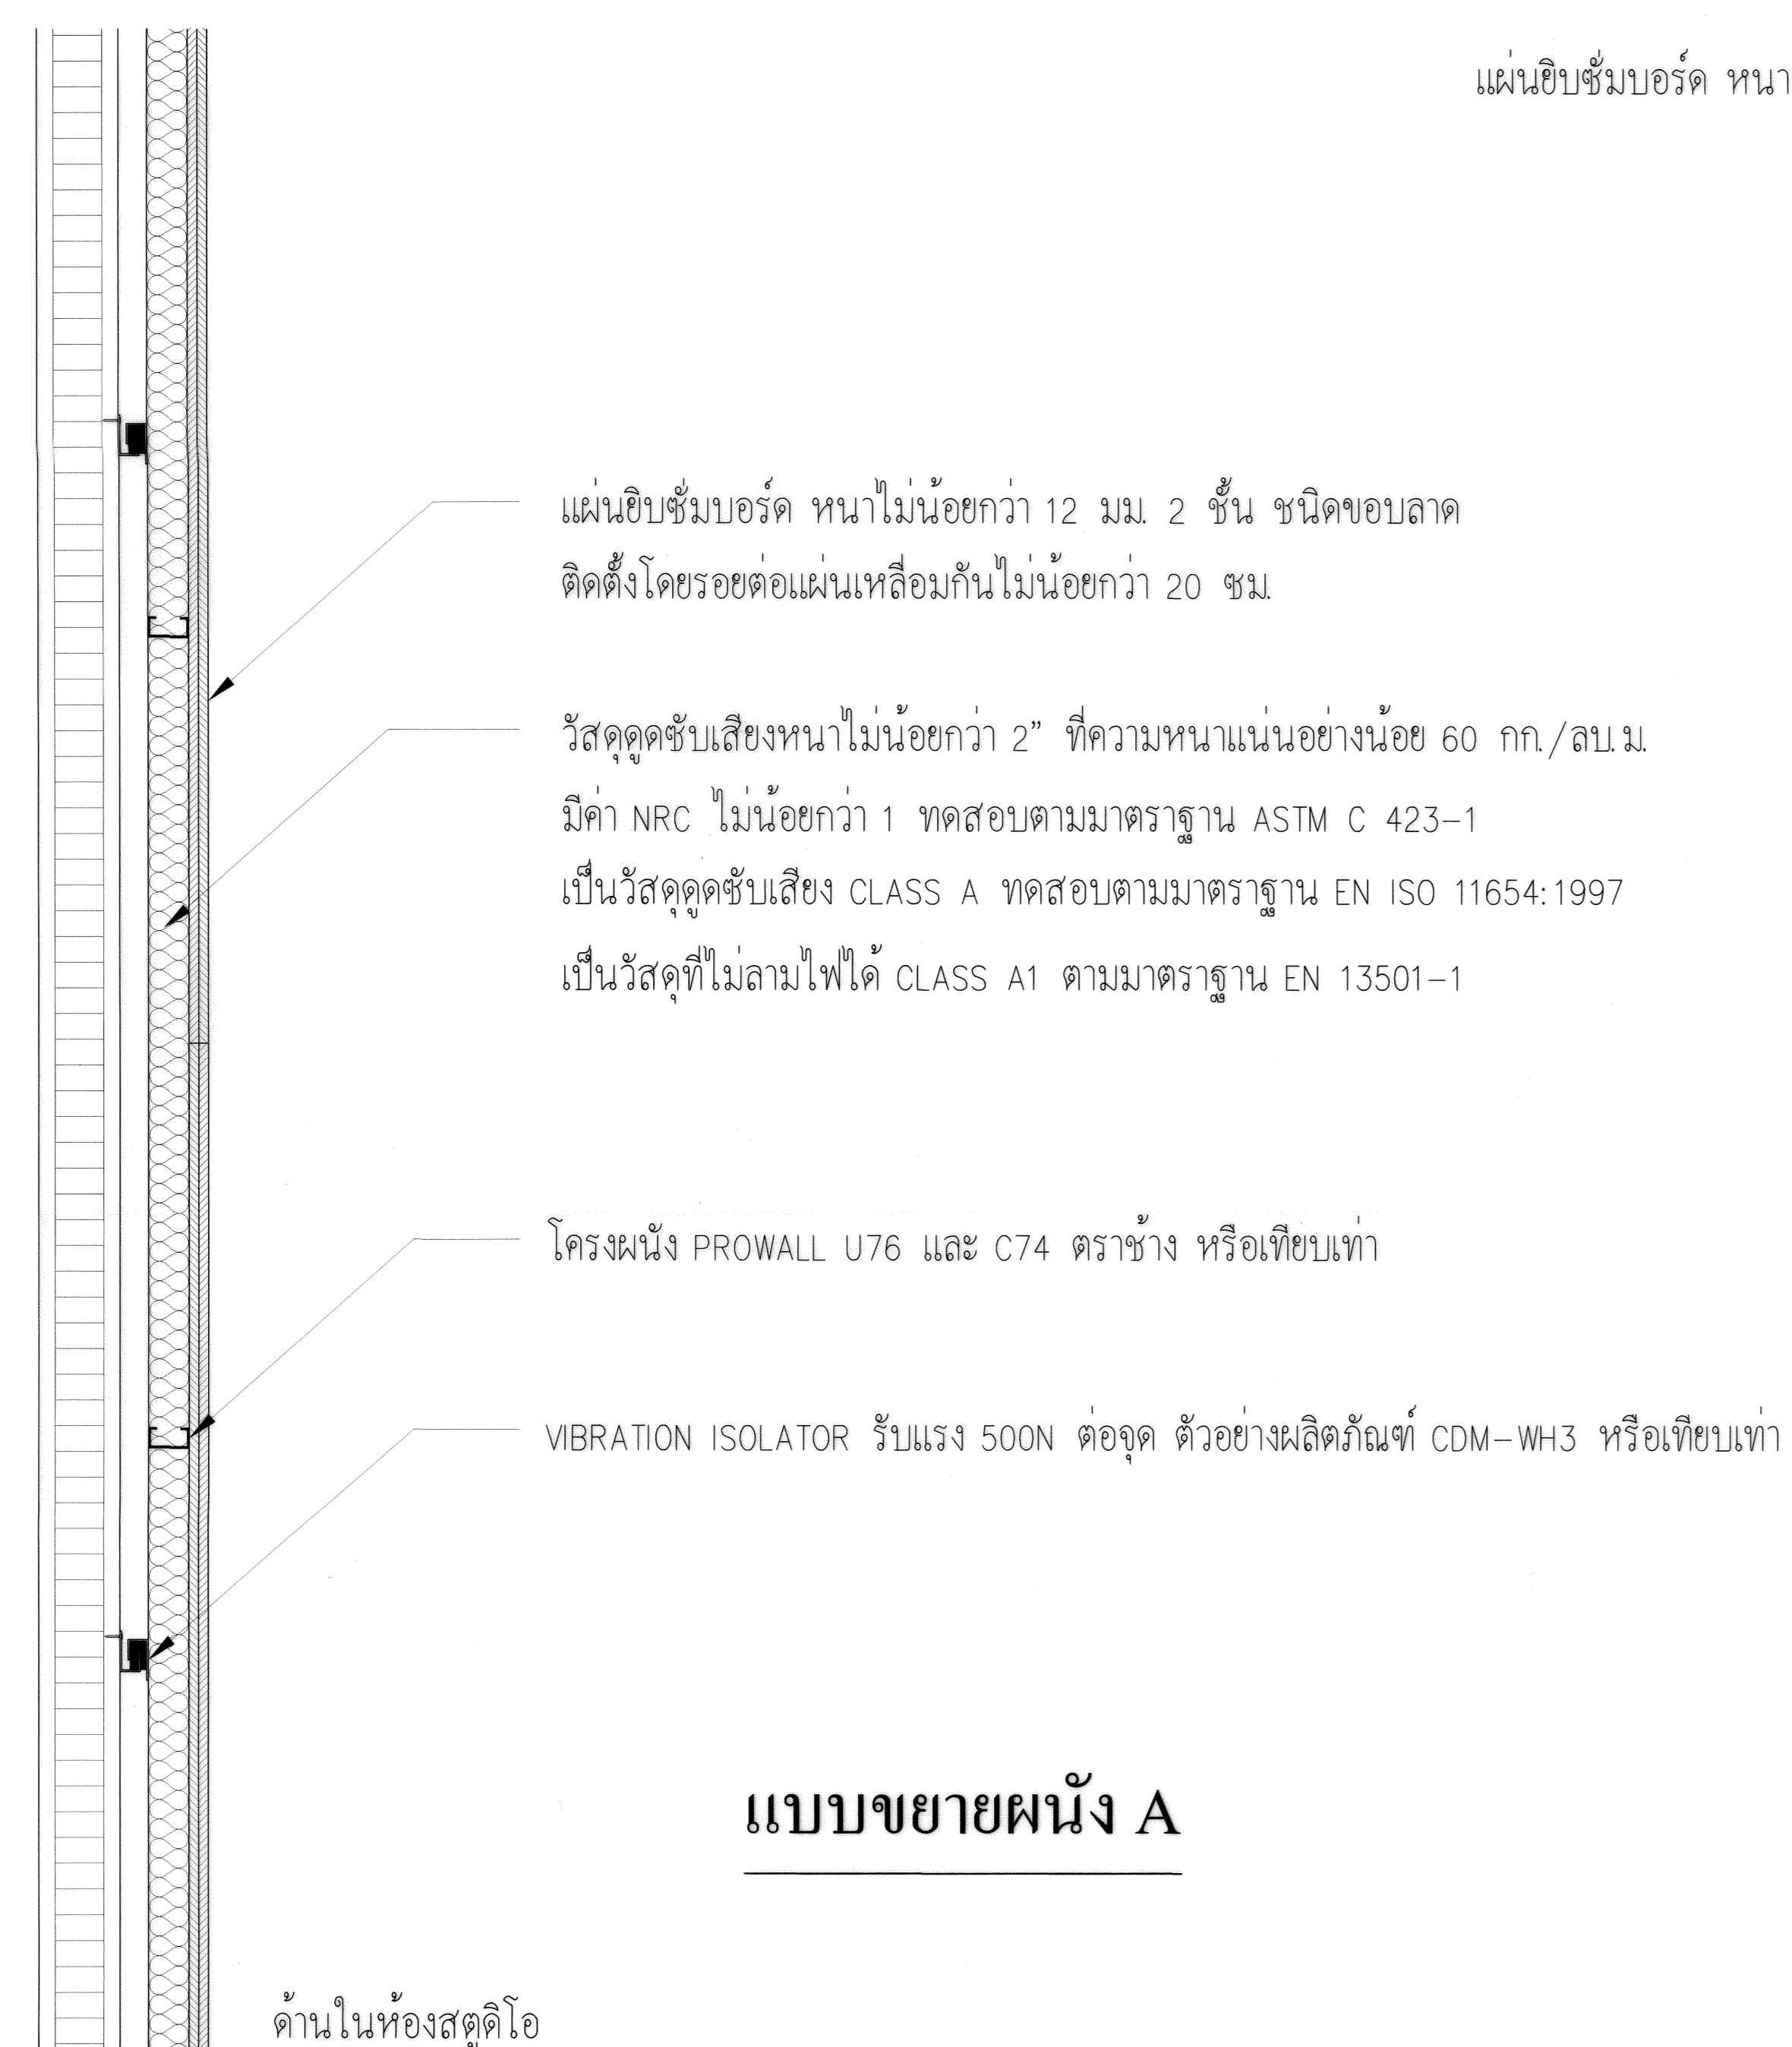 แผ่นยิบซั่มบอร์ด หนา
แผ่นยิบซั่มบอร์ด หนาไม่น้อยกว่า 12 มม. 2 ชั้น ชนิดขอบลาด
ติดตั้งโดยรอยต่อแผ่นเหลื่อมกันไม่น้อยกว่า 20 ซม.
วัสดุดูดซับเสียงหนาไม่น้อยกว่า 2" ที่ความหนาแน่นอย่างน้อย 60 กก./ลบ.ม.
มีค่า NRC ไม่น้อยกว่า 1 ทดสอบตามมาตราฐาน ASTM C 423-1
เป็นวัสดุดูดซับเสียง CLASS A ทดสอบตามมาตราฐาน EN ISO 11654:1997
เป็นวัสดุที่ไม่ลามไฟได้ CLASS A1 ตามมาตราฐาน EN 13501-1
โครงผนัง PROWALL U76 และ C74 ตราช้าง หรือเทียบเท่า
VIBRATION ISOLATOR รับแรง 500N ต่อจุด ตัวอย่างผลิตภัณฑ์ CDM-WH3 หรือเทียบเท่า
แบบขยายผนัง A
ด้านในห้องสตูดิโอ